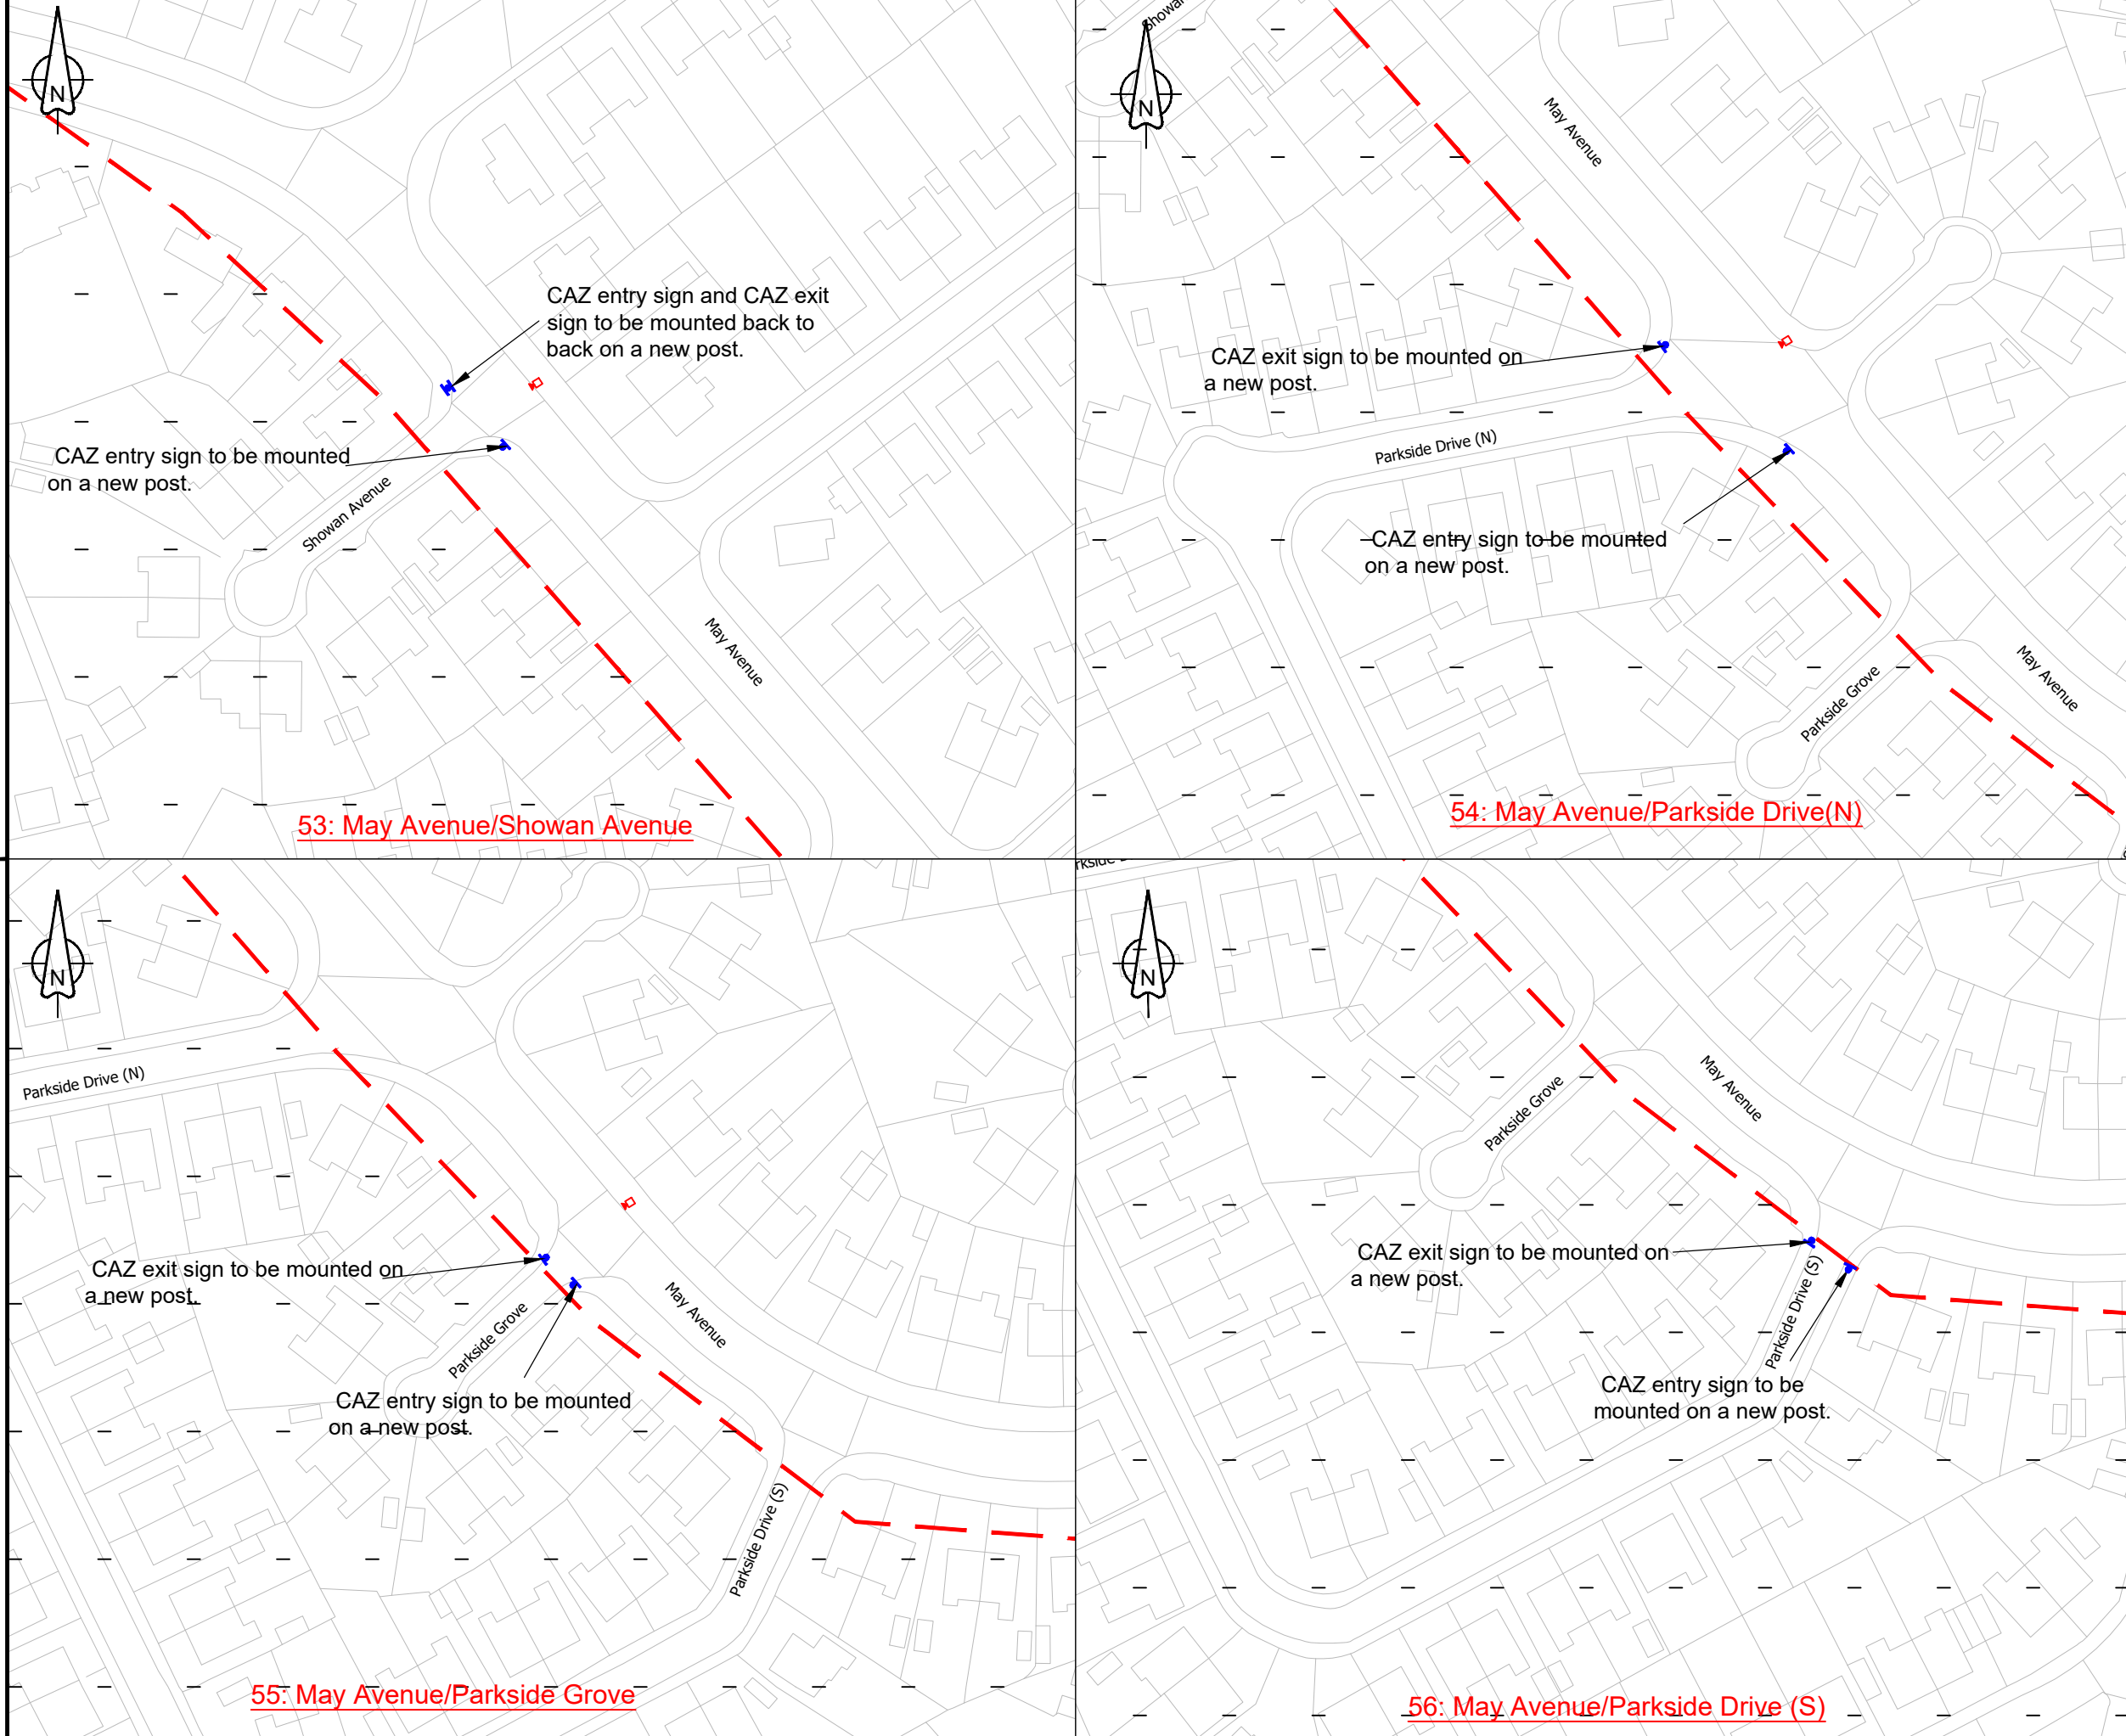 N
CAZ entry sign and CAZ exit
sign to be mounted back to
back on a new post.
CAZ entry sign to be mounted
on a new post.
Showan Avenue
May Avenue
53: May Avenue/Showan Avenue
N
May Avenue
CAZ exit sign to be mounted on
a new post.
Parkside Drive (N)
CAZ entry sign to be mounted
on a new post.
May Avenue
Parkside Grove
54: May Avenue/Parkside Drive(N)
N
Parkside Drive (N)
CAZ exit sign to be mounted on
a new post.
May Avenue
Parkside Grove
CAZ entry sign to be mounted
on a new post.
Parkside Drive (S)
55: May Avenue/Parkside Grove
N
May Avenue
Parkside Grove
CAZ exit sign to be mounted on
a new post.
Parkside Drive (S)
CAZ entry sign to be
mounted on a new post.
56: May Avenue/Parkside Drive (S)